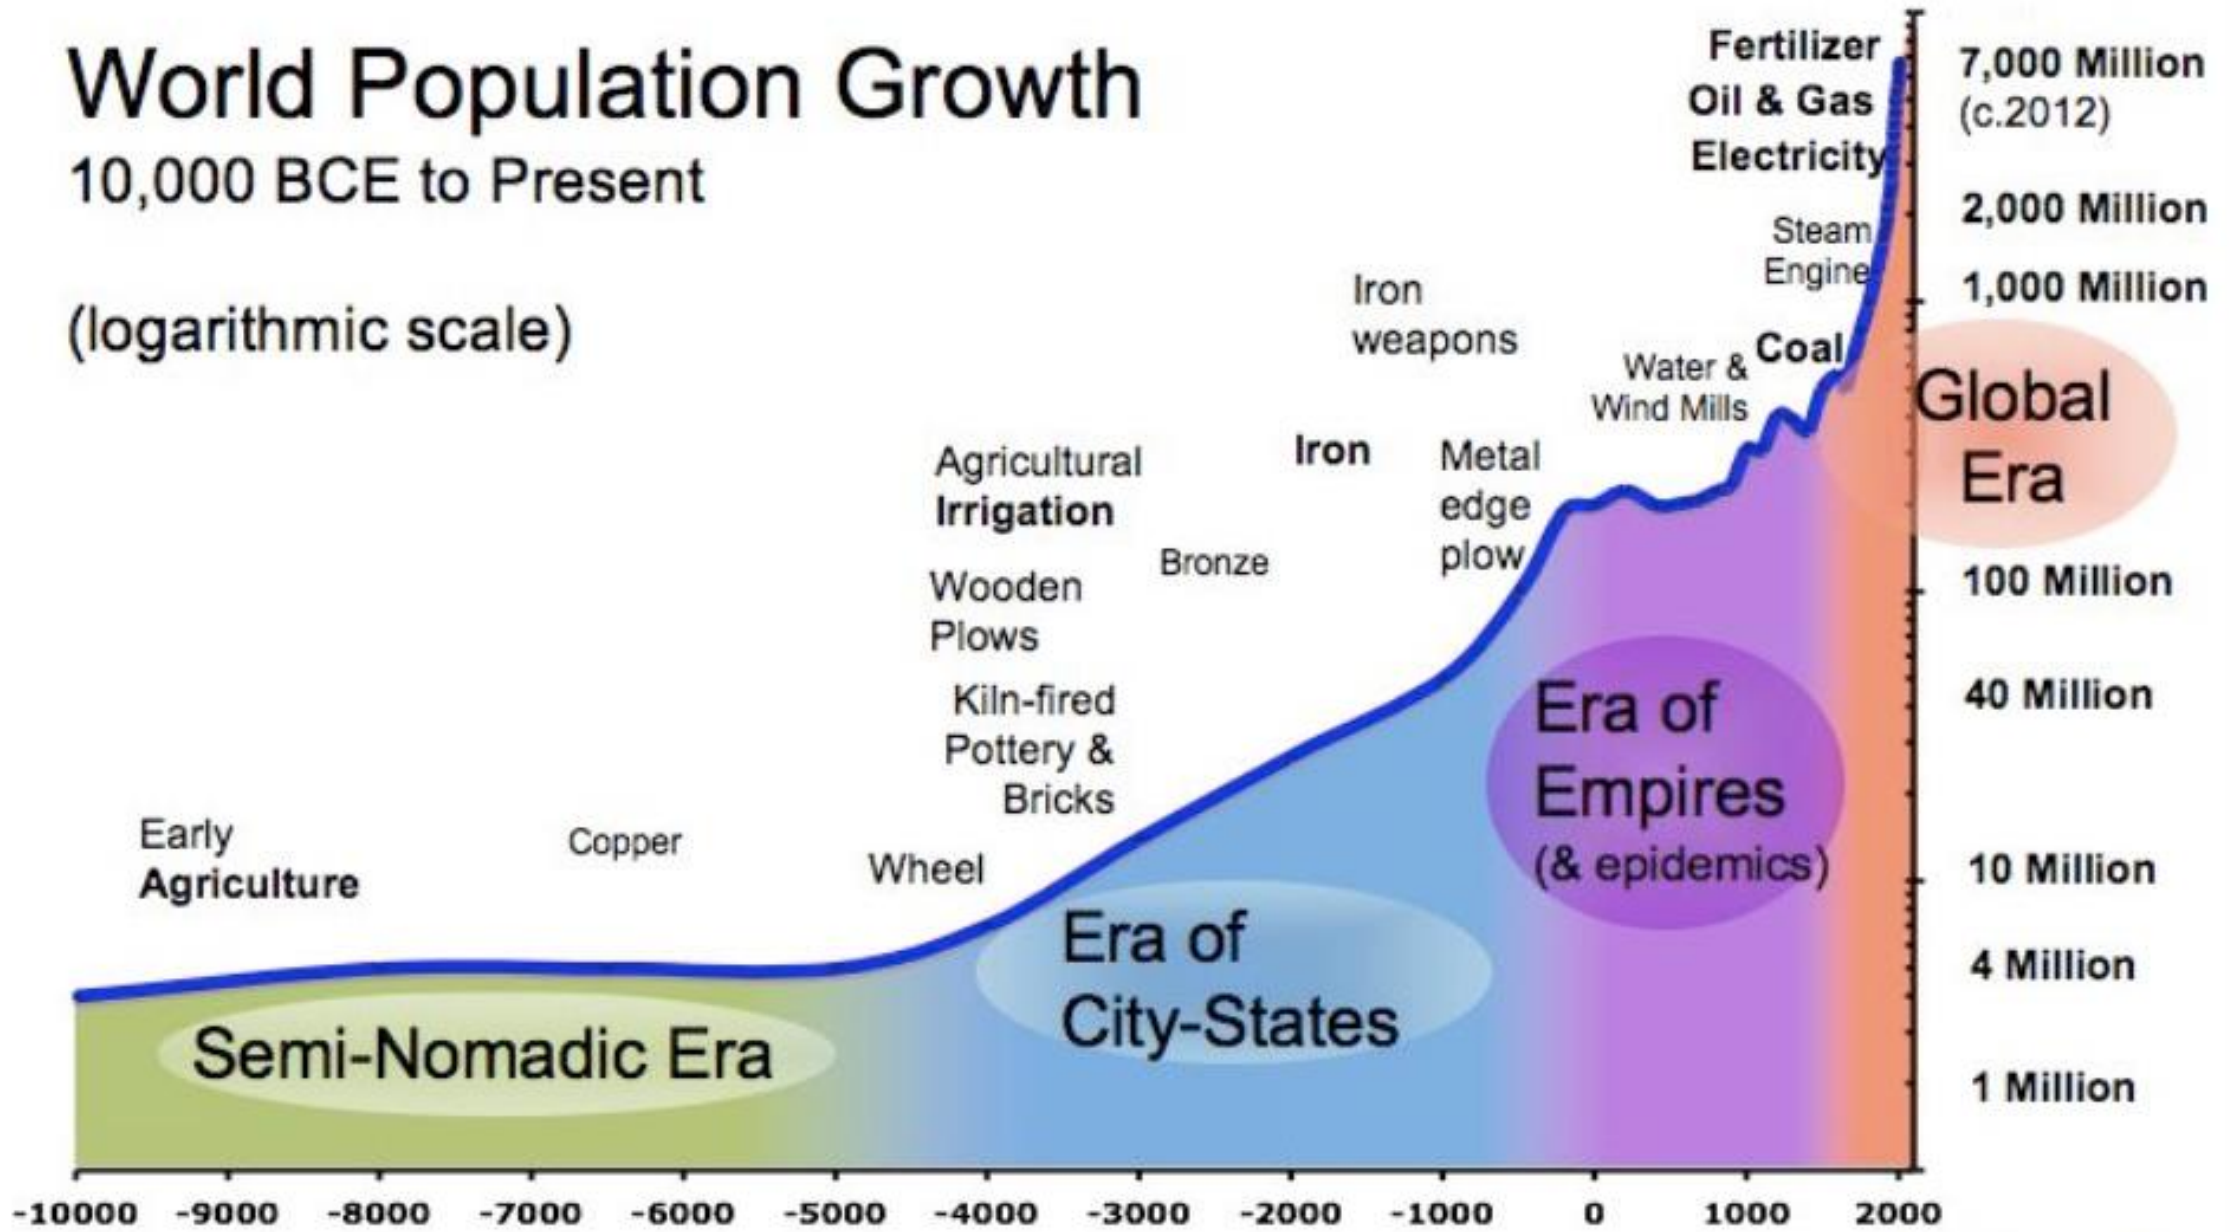 World Population Growth
10,000 BCE to Present
(logarithmic scale)
Fertilizer
Oil & Gas
Electricity
Steam
Engine
Iron
weapons
Water &
Wind Mills
Coal
Agricultural
Irrigation
Iron
Metal
edge
plow
Bronze
Wooden
Plows
Kiln-fired
Pottery &
Bricks
Early
Agriculture
Copper
Wheel
Semi-Nomadic Era
Era of
City-States
Era of
Empires
(& epidemics)
Global
Era
7,000 Million
(c.2012)
2,000 Million
1,000 Million
100 Million
40 Million
10 Million
4 Million
1 Million
-10000 -9000 -8000 -7000 -6000 -5000 -4000 -3000 -2000 -1000 0 1000 2000